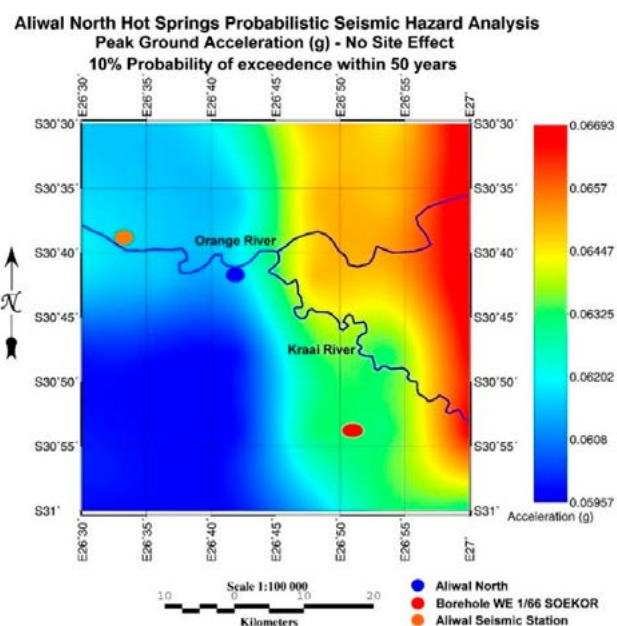 Aliwal North Hot Springs Probabilistic Seismic Hazard Analysis
Peak Ground Acceleration (g) - No Site Effect
10% Probability of exceedence within 50 years
E26˚30´ E26˚35´ E26˚40´ E26˚45´ E26˚50´ E26˚55´ E27˚
S30˚30´ S30˚30´
S30˚35´ S30˚35´
S30˚40´ S30˚40´
S30˚45´ S30˚45´
S30˚50´ S30˚50´
S30˚55´ S30˚55´
S31˚ S31˚
E26˚30´ E26˚35´ E26˚40´ E26˚45´ E26˚50´ E26˚55´ E27˚
Orange River
Kraai River
N
0.06693
0.0657
0.06447
0.06325
0.06202
0.0608
0.05957
Acceleration (g)
Scale 1:100 000
10 0 10 20
Kilometers
Aliwal North
Borehole WE 1/66 SOEKOR
Aliwal Seismic Station